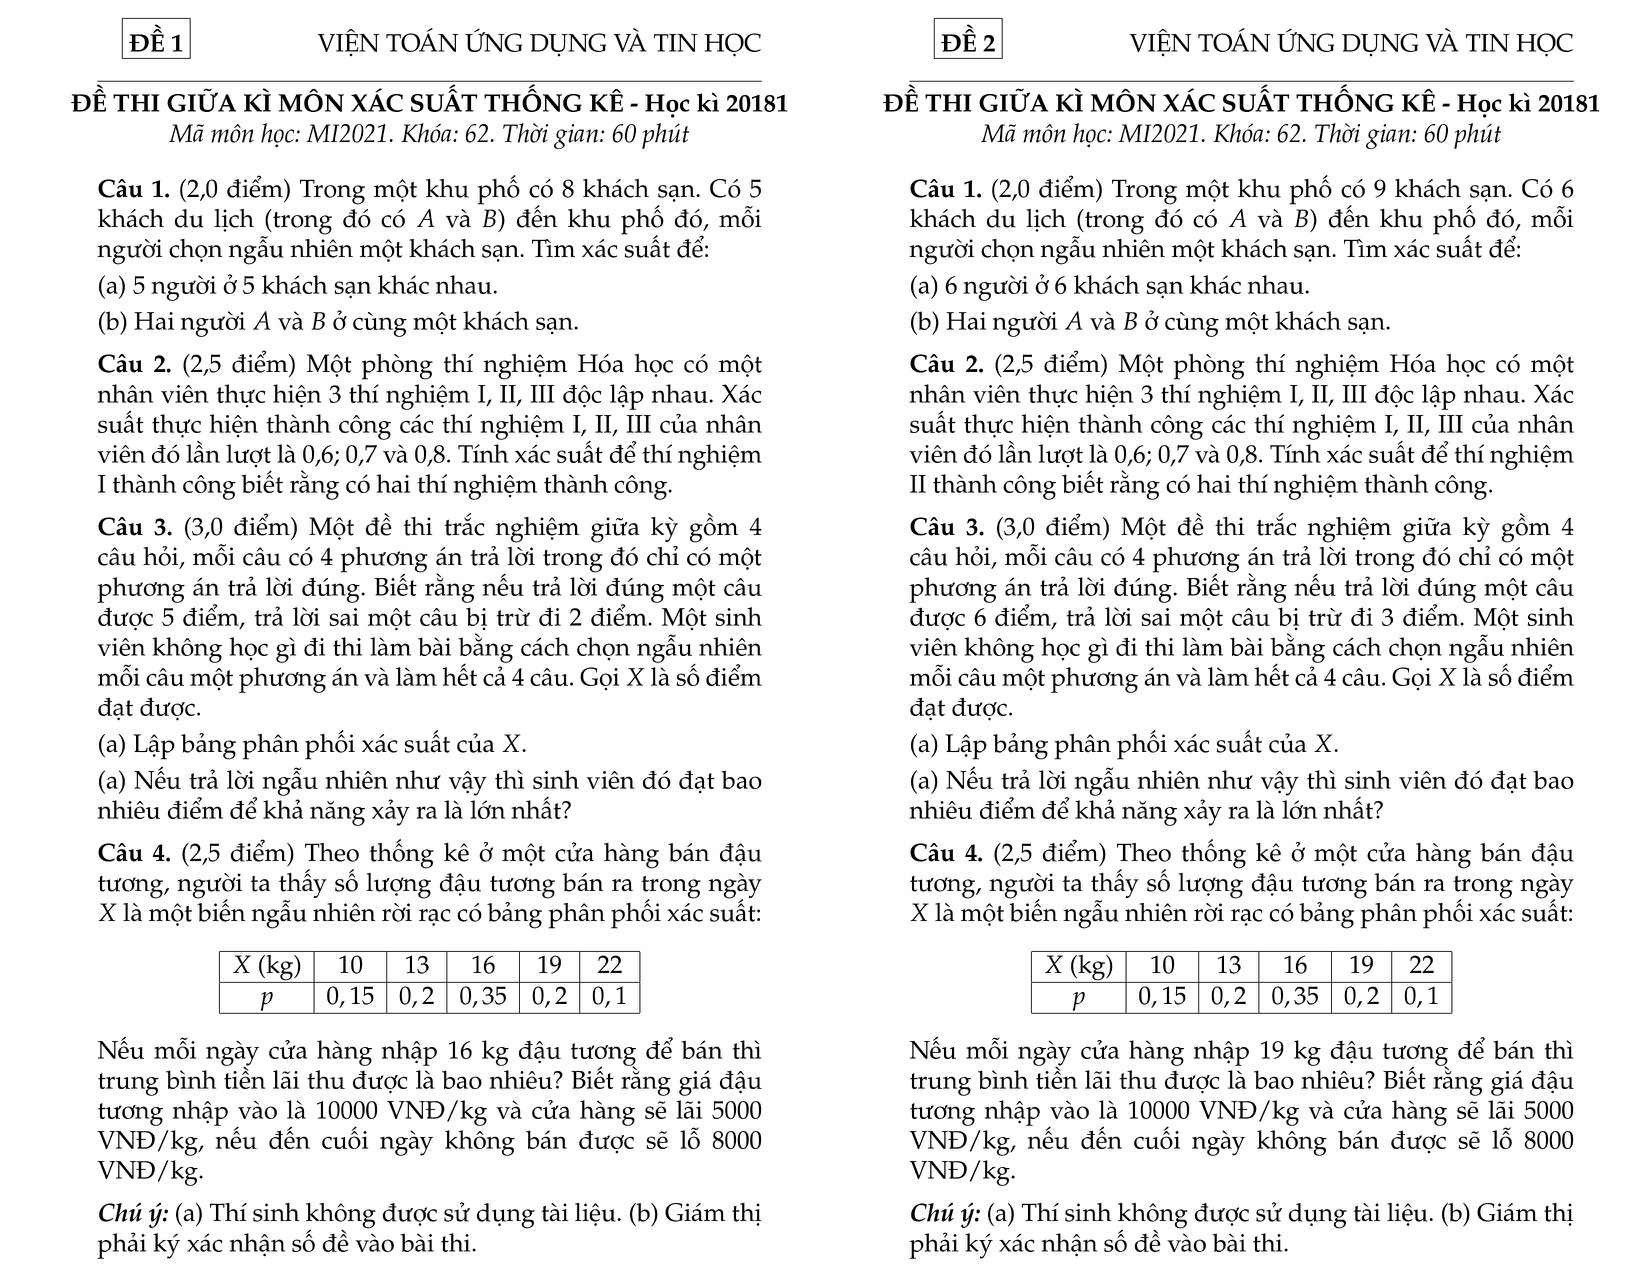 ĐỀ 1 VIỆN TOÁN ỨNG DỤNG VÀ TIN HỌC
ĐỀ THI GIỮA KÌ MÔN XÁC SUẤT THỐNG KÊ - Học kì 20181
Mã môn học: MI2021. Khóa: 62. Thời gian: 60 phút
Câu 1. (2,0 điểm) Trong một khu phố có 8 khách sạn. Có 5
khách du lịch (trong đó có A và B) đến khu phố đó, mỗi
người chọn ngẫu nhiên một khách sạn. Tìm xác suất để:
(a) 5 người ở 5 khách sạn khác nhau.
(b) Hai người A và B ở cùng một khách sạn.
Câu 2. (2,5 điểm) Một phòng thí nghiệm Hóa học có một
nhân viên thực hiện 3 thí nghiệm I, II, III độc lập nhau. Xác
suất thực hiện thành công các thí nghiệm I, II, III của nhân
viên đó lần lượt là 0,6; 0,7 và 0,8. Tính xác suất để thí nghiệm
I thành công biết rằng có hai thí nghiệm thành công.
Câu 3. (3,0 điểm) Một đề thi trắc nghiệm giữa kỳ gồm 4
câu hỏi, mỗi câu có 4 phương án trả lời trong đó chỉ có một
phương án trả lời đúng. Biết rằng nếu trả lời đúng một câu
được 5 điểm, trả lời sai một câu bị trừ đi 2 điểm. Một sinh
viên không học gì đi thi làm bài bằng cách chọn ngẫu nhiên
mỗi câu một phương án và làm hết cả 4 câu. Gọi X là số điểm
đạt được.
(a) Lập bảng phân phối xác suất của X.
(a) Nếu trả lời ngẫu nhiên như vậy thì sinh viên đó đạt bao
nhiêu điểm để khả năng xảy ra là lớn nhất?
Câu 4. (2,5 điểm) Theo thống kê ở một cửa hàng bán đậu
tương, người ta thấy số lượng đậu tương bán ra trong ngày
X là một biến ngẫu nhiên rời rạc có bảng phân phối xác suất:
X (kg) 10 13 16 19 22
p 0,15 0,2 0,35 0,2 0,1
Nếu mỗi ngày cửa hàng nhập 16 kg đậu tương để bán thì
trung bình tiền lãi thu được là bao nhiêu? Biết rằng giá đậu
tương nhập vào là 10000 VNĐ/kg và cửa hàng sẽ lãi 5000
VNĐ/kg, nếu đến cuối ngày không bán được sẽ lỗ 8000
VNĐ/kg.
Chú ý: (a) Thí sinh không được sử dụng tài liệu. (b) Giám thị
phải ký xác nhận số đề vào bài thi.
ĐỀ 2 VIỆN TOÁN ỨNG DỤNG VÀ TIN HỌC
ĐỀ THI GIỮA KÌ MÔN XÁC SUẤT THỐNG KÊ - Học kì 20181
Mã môn học: MI2021. Khóa: 62. Thời gian: 60 phút
Câu 1. (2,0 điểm) Trong một khu phố có 9 khách sạn. Có 6
khách du lịch (trong đó có A và B) đến khu phố đó, mỗi
người chọn ngẫu nhiên một khách sạn. Tìm xác suất để:
(a) 6 người ở 6 khách sạn khác nhau.
(b) Hai người A và B ở cùng một khách sạn.
Câu 2. (2,5 điểm) Một phòng thí nghiệm Hóa học có một
nhân viên thực hiện 3 thí nghiệm I, II, III độc lập nhau. Xác
suất thực hiện thành công các thí nghiệm I, II, III của nhân
viên đó lần lượt là 0,6; 0,7 và 0,8. Tính xác suất để thí nghiệm
II thành công biết rằng có hai thí nghiệm thành công.
Câu 3. (3,0 điểm) Một đề thi trắc nghiệm giữa kỳ gồm 4
câu hỏi, mỗi câu có 4 phương án trả lời trong đó chỉ có một
phương án trả lời đúng. Biết rằng nếu trả lời đúng một câu
được 6 điểm, trả lời sai một câu bị trừ đi 3 điểm. Một sinh
viên không học gì đi thi làm bài bằng cách chọn ngẫu nhiên
mỗi câu một phương án và làm hết cả 4 câu. Gọi X là số điểm
đạt được.
(a) Lập bảng phân phối xác suất của X.
(a) Nếu trả lời ngẫu nhiên như vậy thì sinh viên đó đạt bao
nhiêu điểm để khả năng xảy ra là lớn nhất?
Câu 4. (2,5 điểm) Theo thống kê ở một cửa hàng bán đậu
tương, người ta thấy số lượng đậu tương bán ra trong ngày
X là một biến ngẫu nhiên rời rạc có bảng phân phối xác suất:
X (kg) 10 13 16 19 22
p 0,15 0,2 0,35 0,2 0,1
Nếu mỗi ngày cửa hàng nhập 19 kg đậu tương để bán thì
trung bình tiền lãi thu được là bao nhiêu? Biết rằng giá đậu
tương nhập vào là 10000 VNĐ/kg và cửa hàng sẽ lãi 5000
VNĐ/kg, nếu đến cuối ngày không bán được sẽ lỗ 8000
VNĐ/kg.
Chú ý: (a) Thí sinh không được sử dụng tài liệu. (b) Giám thị
phải ký xác nhận số đề vào bài thi.